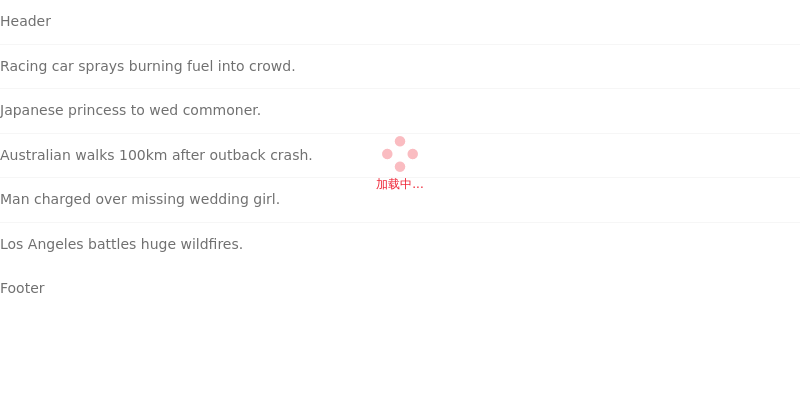 Header
Racing car sprays burning fuel into crowd.
Japanese princess to wed commoner.
Australian walks 100km after outback crash.
加载中...
Man charged over missing wedding girl.
Los Angeles battles huge wildfires.
Footer